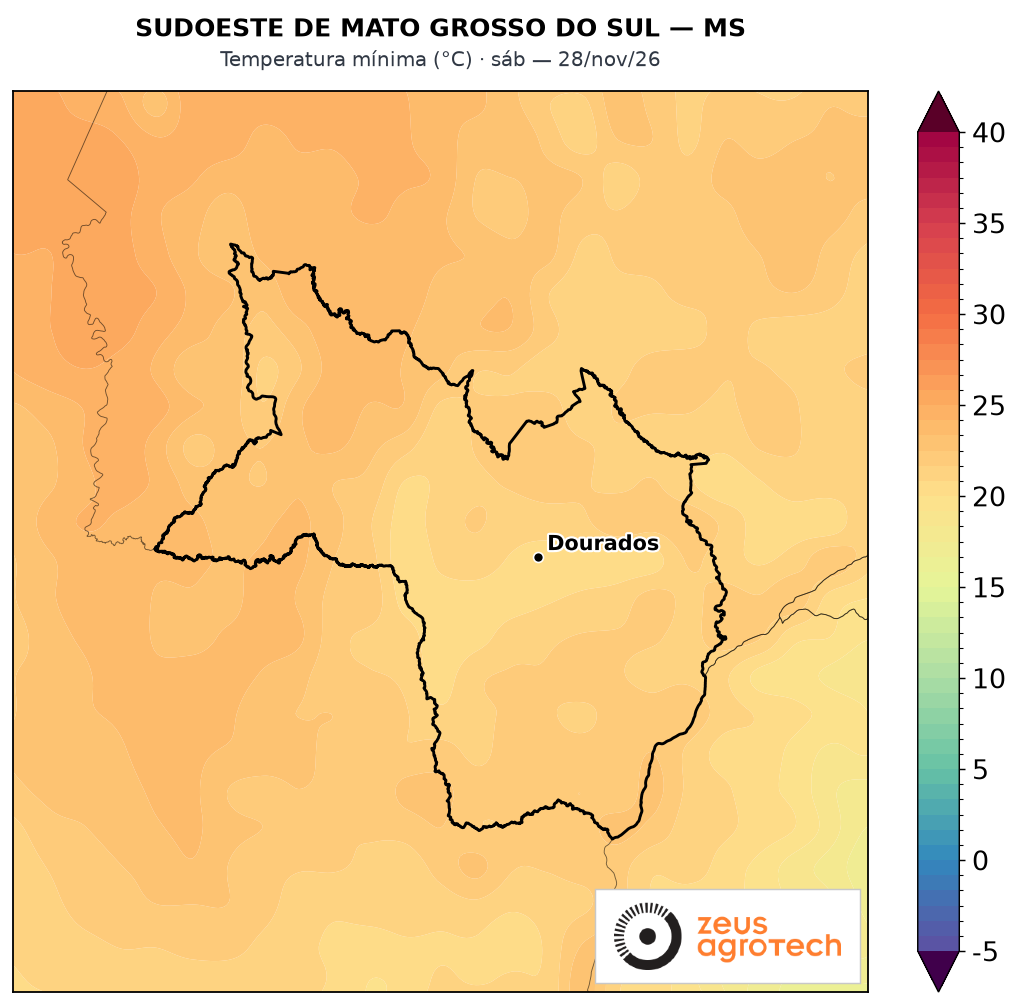 SUDOESTE DE MATO GROSSO DO SUL — MS
Temperatura mínima (°C) · sáb — 28/nov/26
40
35
30
25
20
15
10
5
0
-5
Dourados
zeus
agrotech